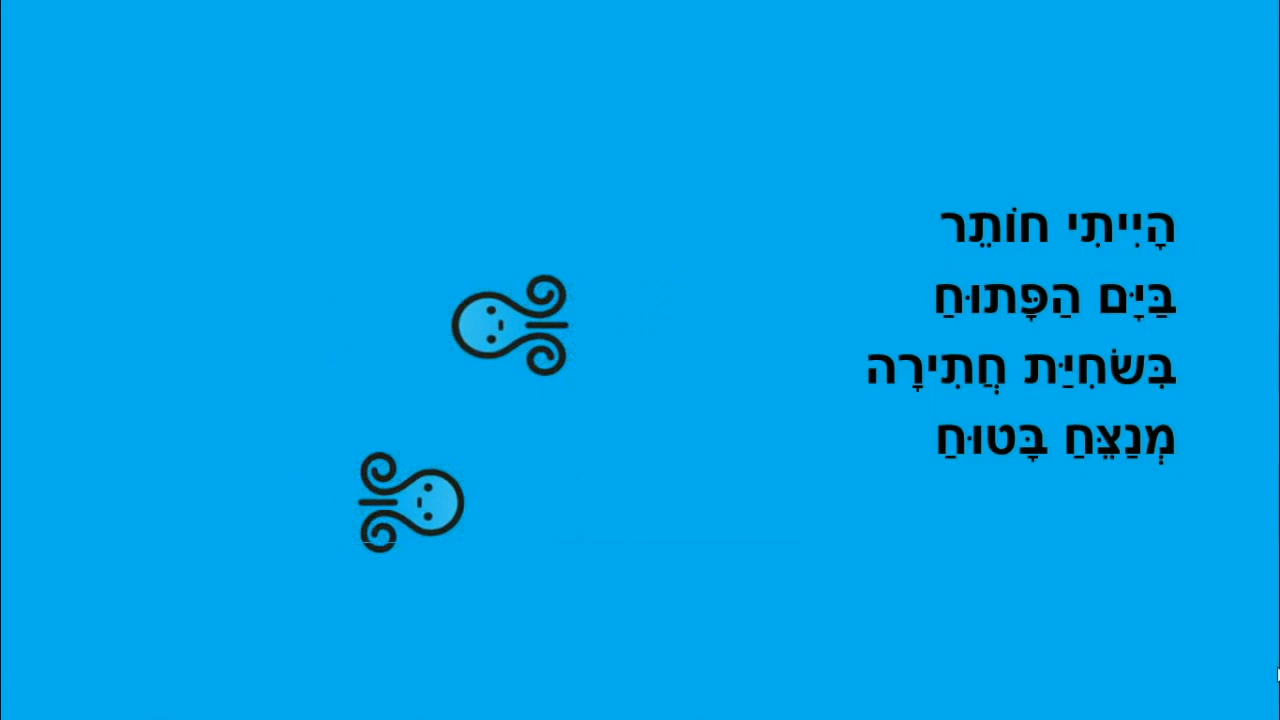 הָיִיתִי חוֹתֵר
בַּיָּם הַפָּתוּחַ
בִּשְׂחִיַּת חֲתִירָה
מְנַצֵּחַ בָּטוּחַ